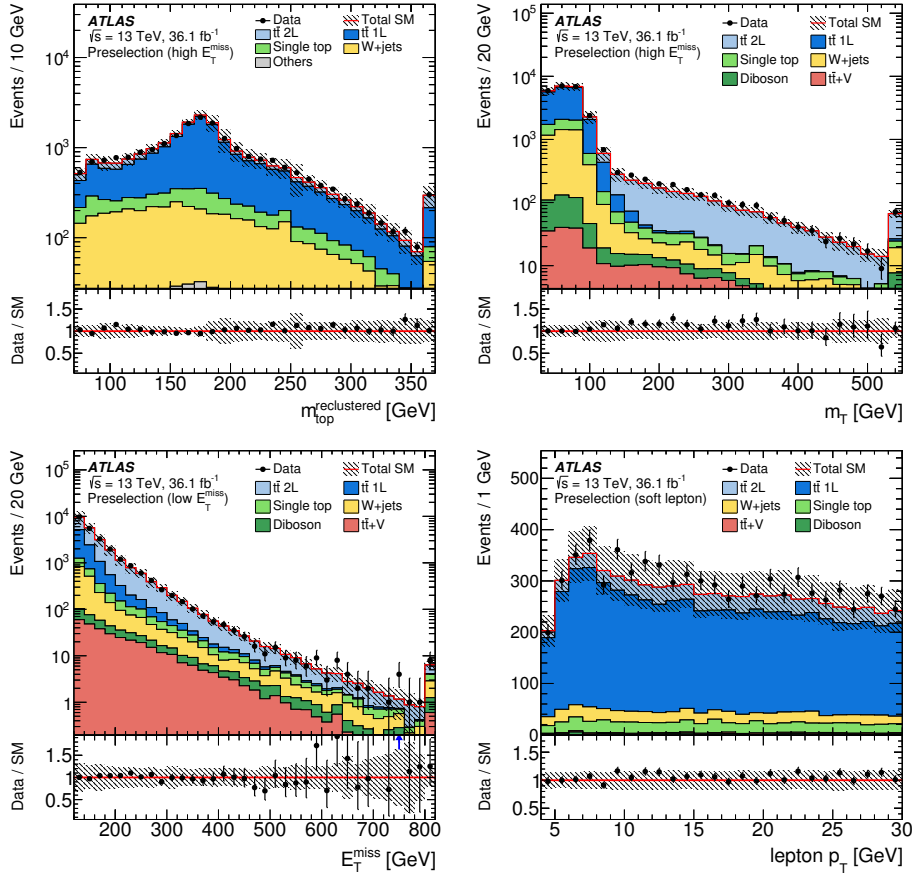 ATLAS
√s = 13 TeV, 36.1 fb⁻¹
Preselection (high E_T^miss)
Data
Total SM
tt̄ 2L
tt̄ 1L
Single top
W+jets
Others
Events / 10 GeV
10³
10²
Data / SM
1.5
1
0.5
100 150 200 250 300 350
m_top^reclustered [GeV]
ATLAS
√s = 13 TeV, 36.1 fb⁻¹
Preselection (high E_T^miss)
Data
Total SM
tt̄ 2L
tt̄ 1L
Single top
W+jets
Diboson
tt̄+V
Events / 20 GeV
10⁵
10⁴
10³
10²
10
Data / SM
1.5
1
0.5
100 200 300 400 500
m_T [GeV]
ATLAS
√s = 13 TeV, 36.1 fb⁻¹
Preselection (low E_T^miss)
Data
Total SM
tt̄ 2L
tt̄ 1L
Single top
W+jets
Diboson
tt̄+V
Events / 20 GeV
10⁵
10⁴
10³
10²
10
1
Data / SM
1.5
1
0.5
200 300 400 500 600 700 800
E_T^miss [GeV]
ATLAS
√s = 13 TeV, 36.1 fb⁻¹
Preselection (soft lepton)
Data
Total SM
tt̄ 2L
tt̄ 1L
W+jets
Single top
tt̄+V
Diboson
Events / 1 GeV
500
400
300
200
100
0
Data / SM
1.5
1
0.5
5 10 15 20 25 30
lepton p_T [GeV]